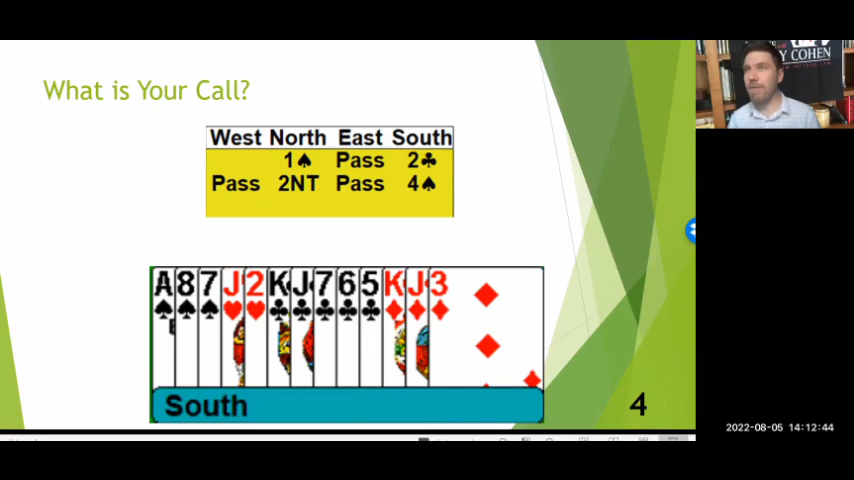 What is Your Call?
Y COHEN
West North East South
1♠ Pass 2♣
Pass 2NT Pass 4♠
A 8 7 J 2 K J 7 6 5 K J 3
South
4
2022-08-05 14:12:44